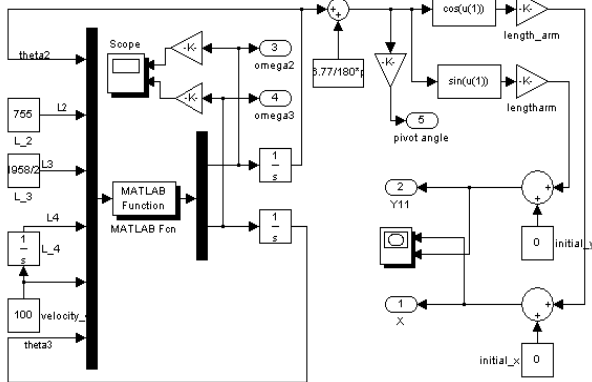 theta2
Scope
-K-
3
omega2
-K-
4
omega3
+
+
6.77/180*p
-K-
5
pivot angle
cos(u(1))
-K-
length_arm
sin(u(1))
-K-
lengtharm
755
L2
L_2
1958/2
L3
L_3
L4
1
s
L_4
100
velocity_
theta3
MATLAB
Function
MATLAB Fcn
1
s
1
s
2
Y11
+
+
0
initial_y
1
X
+
+
initial_x
0